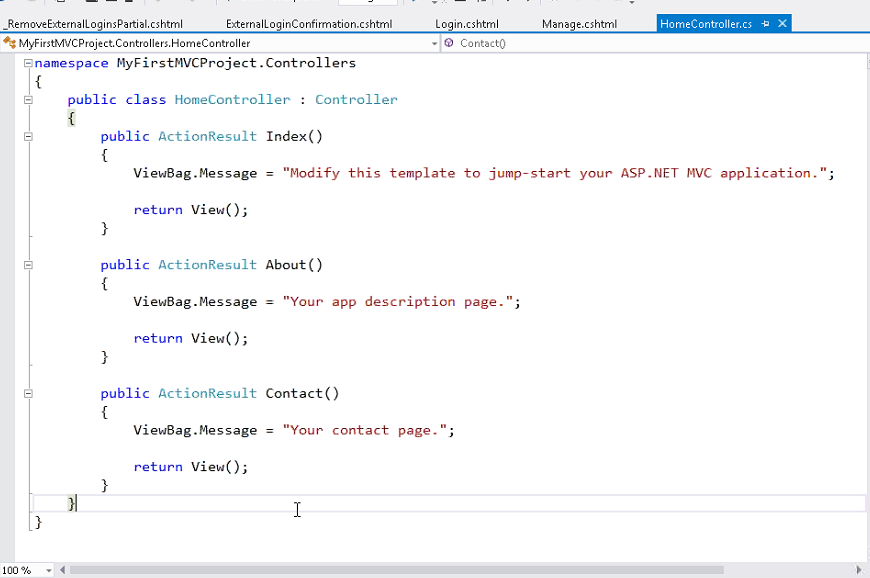 _RemoveExternalLoginsPartial.cshtml ExternalLoginConfirmation.cshtml Login.cshtml Manage.cshtml HomeController.cs
MyFirstMVCProject.Controllers.HomeController Contact()
namespace MyFirstMVCProject.Controllers
{
public class HomeController : Controller
{
public ActionResult Index()
{
ViewBag.Message = "Modify this template to jump-start your ASP.NET MVC application.";
return View();
}
public ActionResult About()
{
ViewBag.Message = "Your app description page.";
return View();
}
public ActionResult Contact()
{
ViewBag.Message = "Your contact page.";
return View();
}
}
}
100 %